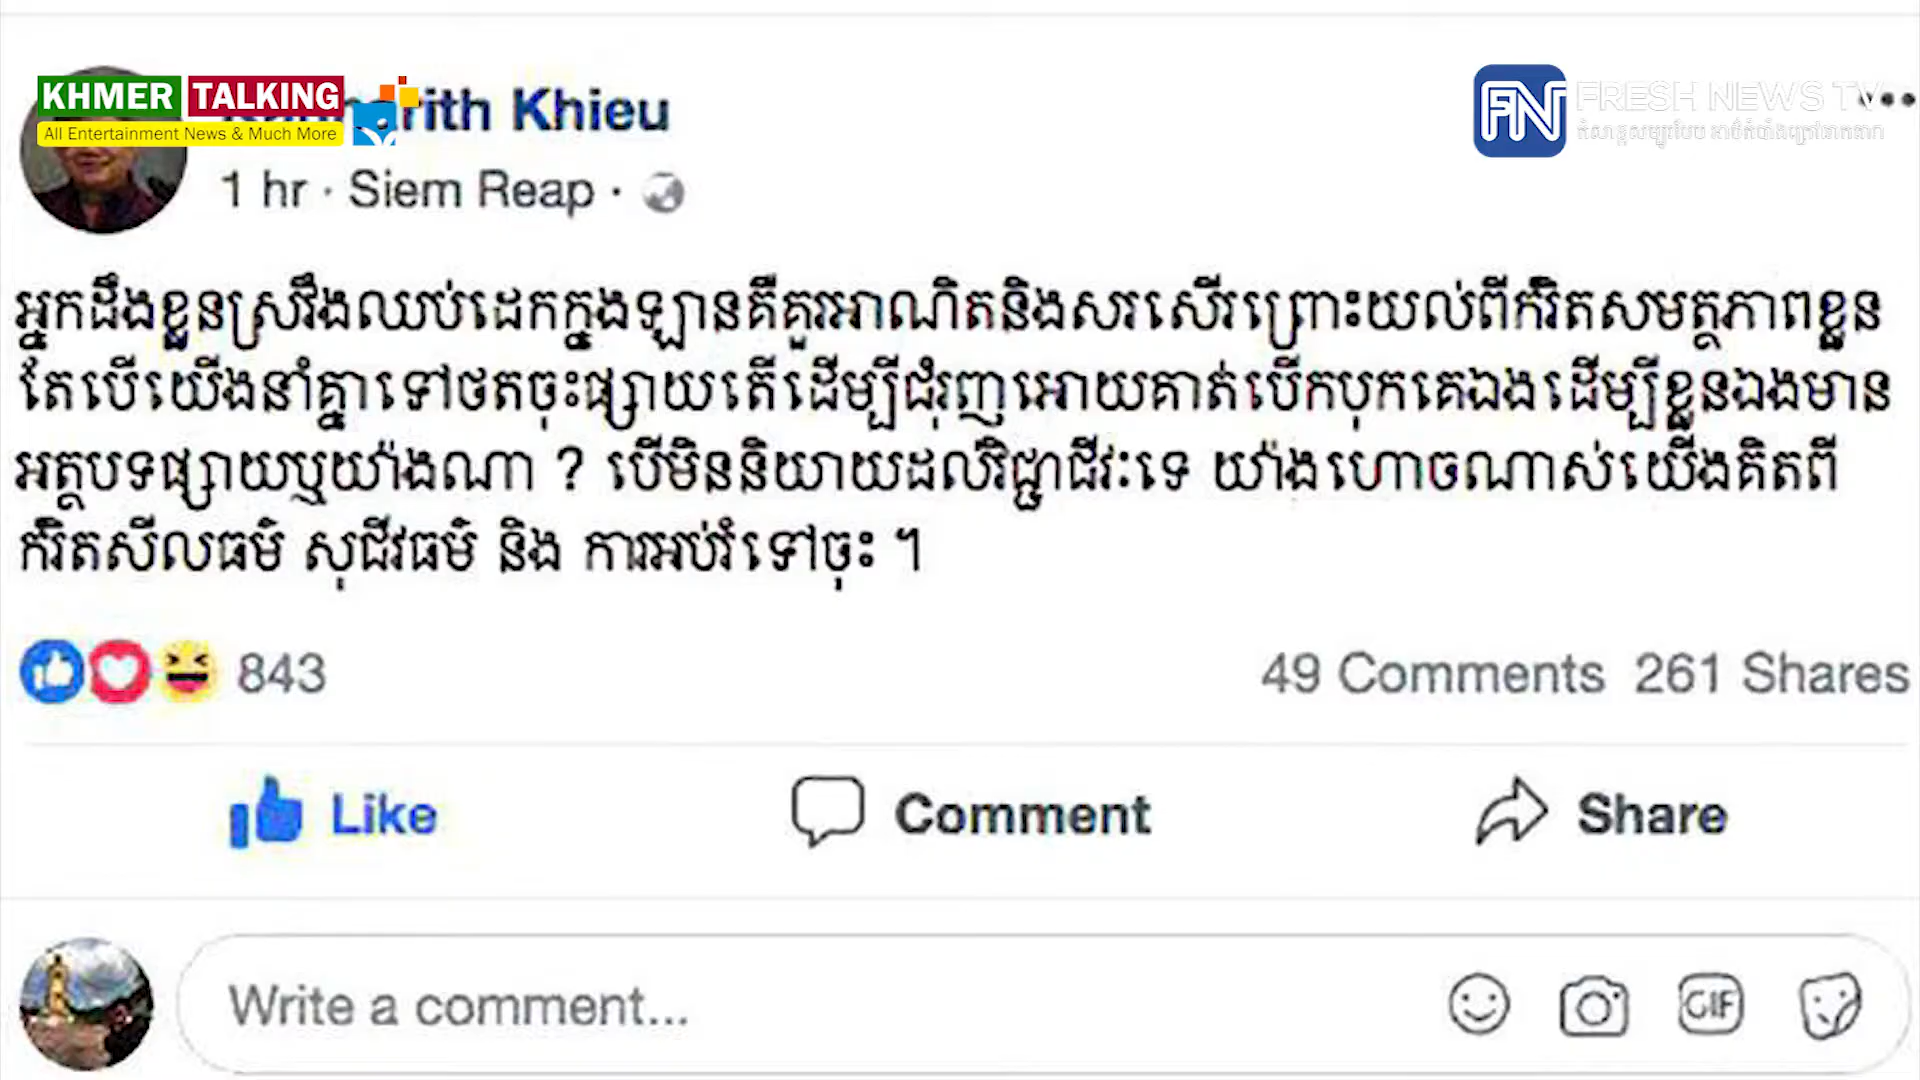 KHMER TALKING
All Entertainment News & Much More
Khieu
1 hr · Siem Reap ·
FN FRESH NEWS TV
អ្នកដឹងខ្លួនស្រវឹងឈប់ដេកក្នុងឡានគឺគួរអាណិតនិងសរសើរព្រោះយល់ពីកំរិតសមត្ថភាពខ្លួន
តែបើយើងនាំគ្នាទៅថតចុះផ្សាយតើដើម្បីជំរុញអោយគាត់បើកបុកគេឯងដើម្បីខ្លួនឯងមាន
អត្ថបទផ្សាយឬយ៉ាងណា ? បើមិននិយាយដល់វិជ្ជាជីវៈទេ យ៉ាងហោចណាស់យើងគិតពី
កំរិតសីលធម៌ សុជីវធម៌ និង ការអប់រំទៅចុះ ។
843
49 Comments 261 Shares
Like Comment Share
Write a comment...
GIF